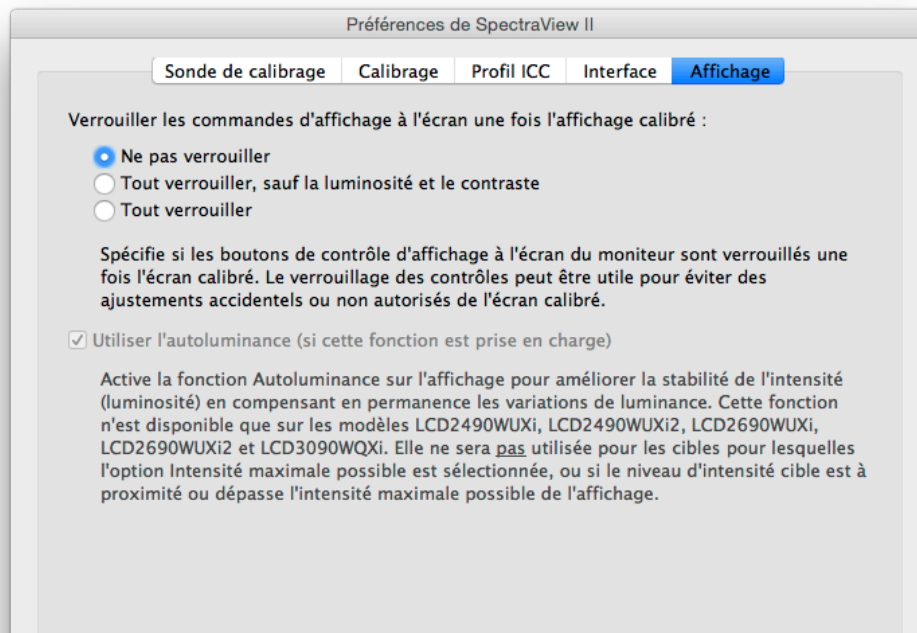 Préférences de SpectraView II
Sonde de calibrage Calibrage Profil ICC Interface Affichage
Verrouiller les commandes d'affichage à l'écran une fois l'affichage calibré :
Ne pas verrouiller
Tout verrouiller, sauf la luminosité et le contraste
Tout verrouiller
Spécifie si les boutons de contrôle d'affichage à l'écran du moniteur sont verrouillés une
fois l'écran calibré. Le verrouillage des contrôles peut être utile pour éviter des
ajustements accidentels ou non autorisés de l'écran calibré.
Utiliser l'autoluminance (si cette fonction est prise en charge)
Active la fonction Autoluminance sur l'affichage pour améliorer la stabilité de l'intensité
(luminosité) en compensant en permanence les variations de luminance. Cette fonction
n'est disponible que sur les modèles LCD2490WUXi, LCD2490WUXi2, LCD2690WUXi,
LCD2690WUXi2 et LCD3090WQXi. Elle ne sera pas utilisée pour les cibles pour lesquelles
l'option Intensité maximale possible est sélectionnée, ou si le niveau d'intensité cible est à
proximité ou dépasse l'intensité maximale possible de l'affichage.